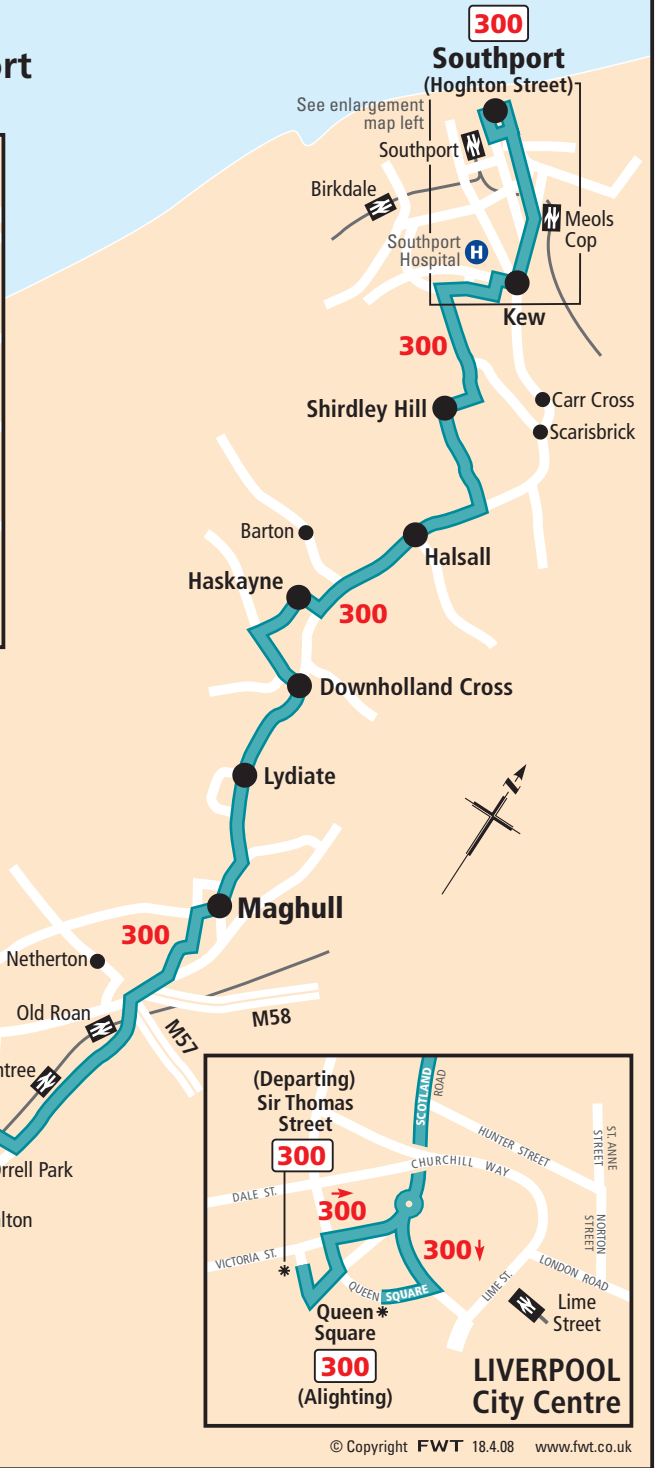 300
Southport
(Hoghton Street)
See enlargement
map left
Southport
Birkdale
Meols
Cop
Southport
Hospital
H
Kew
300
Shirdley Hill
Carr Cross
Scarisbrick
Barton
Halsall
Haskayne
300
Downholland Cross
Lydiate
N
Maghull
300
Netherton
Old Roan
M58
M57
ntree
rrell Park
lton
rt
(Departing)
Sir Thomas
Street
300
SCOTLAND
ROAD
HUNTER STREET
ST. ANNE
STREET
CHURCHILL WAY
DALE ST.
300
NORTON
STREET
VICTORIA ST.
300
QUEEN SQUARE
LIME ST.
LONDON ROAD
Lime
Street
Queen
Square
300
(Alighting)
LIVERPOOL
City Centre
© Copyright FWT 18.4.08 www.fwt.co.uk